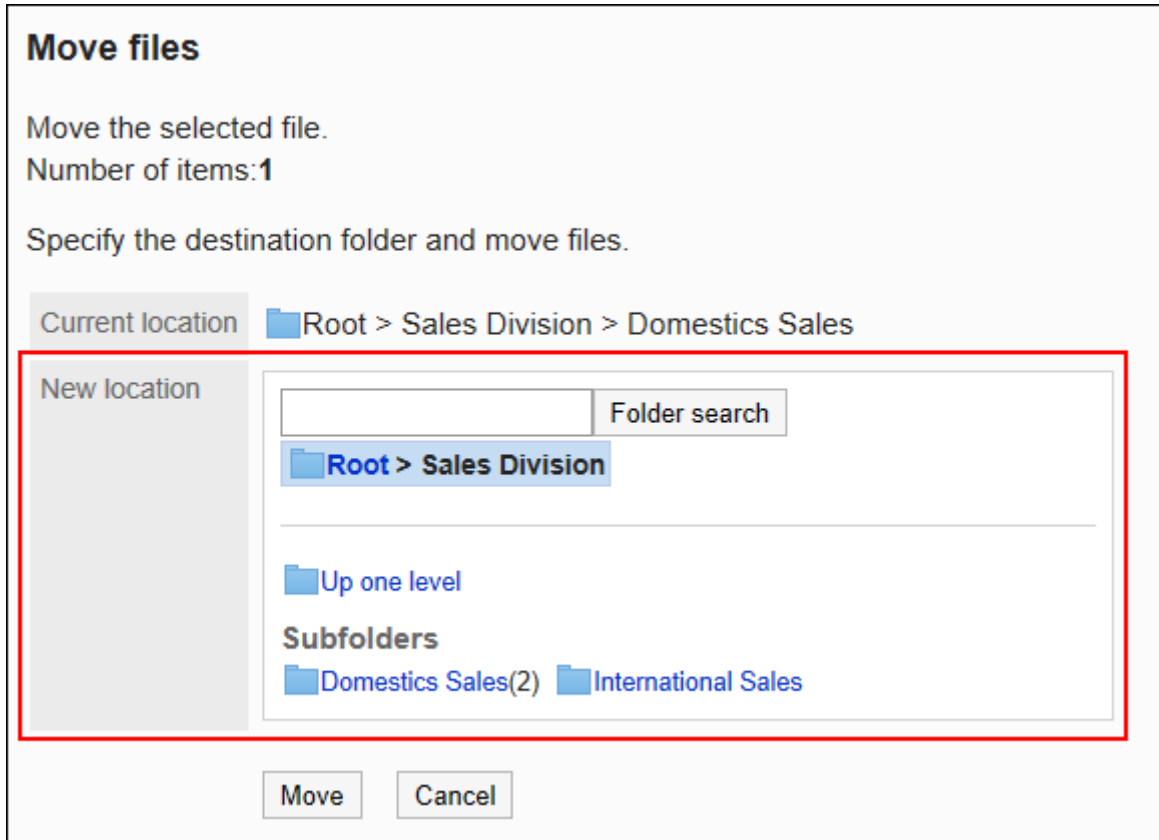 Move files
Move the selected file.
Number of items:1
Specify the destination folder and move files.
Current location Root > Sales Division > Domestics Sales
New location
Folder search
Root > Sales Division
Up one level
Subfolders
Domestics Sales(2) International Sales
Move Cancel